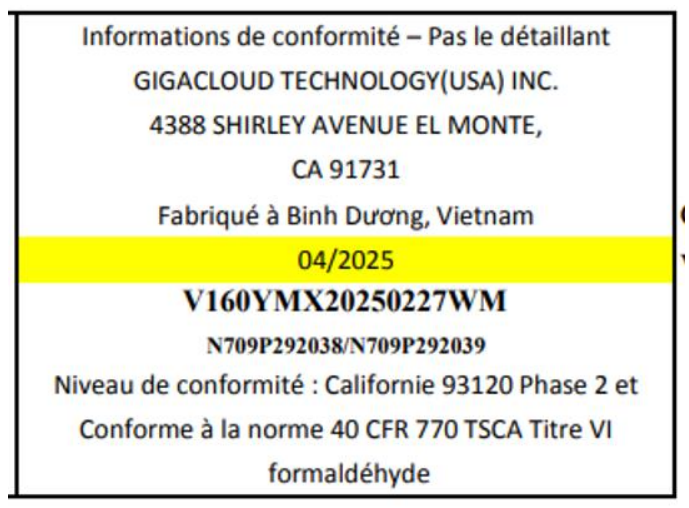 Informations de conformité – Pas le détaillant
GIGACLOUD TECHNOLOGY(USA) INC.
4388 SHIRLEY AVENUE EL MONTE,
CA 91731
Fabriqué à Binh Dương, Vietnam
04/2025
V160YMX20250227WM
N709P292038/N709P292039
Niveau de conformité : Californie 93120 Phase 2 et
Conforme à la norme 40 CFR 770 TSCA Titre VI
formaldéhyde